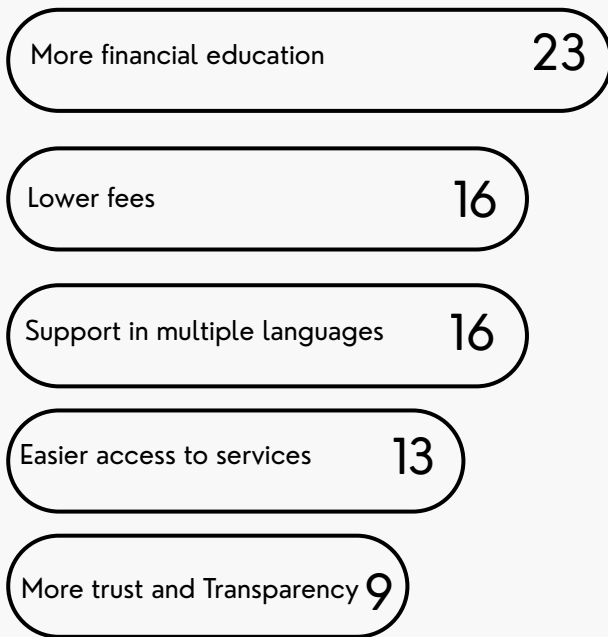 More financial education 23
Lower fees 16
Support in multiple languages 16
Easier access to services 13
More trust and Transparency 9